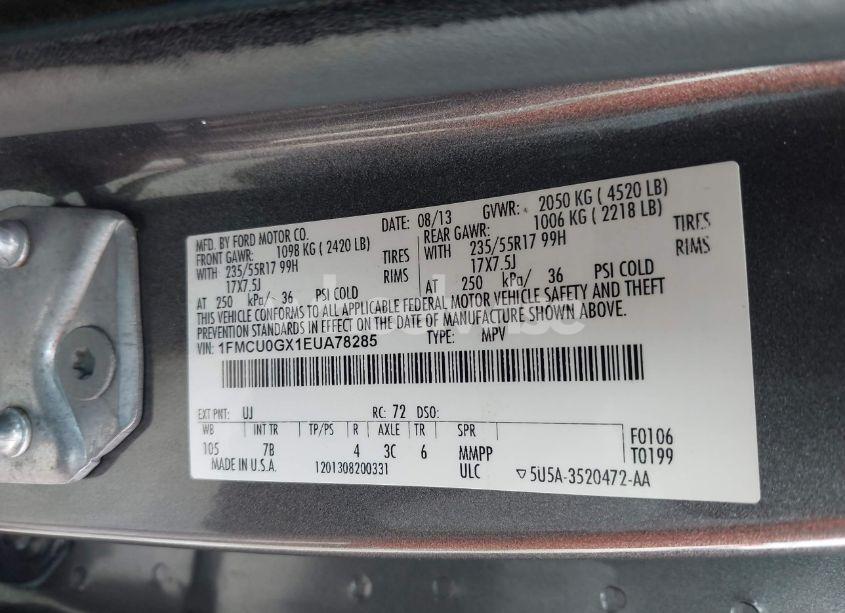 MFD. BY FORD MOTOR CO. DATE: 08/13 GVWR: 2050 KG ( 4520 LB)
FRONT GAWR: 1098 KG ( 2420 LB) REAR GAWR: 1006 KG ( 2218 LB)
WITH 235/55R17 99H TIRES WITH 235/55R17 99H TIRES
17X7.5J RIMS 17X7.5J RIMS
AT 250 kPa/ 36 PSI COLD AT 250 kPa/ 36 PSI COLD
THIS VEHICLE CONFORMS TO ALL APPLICABLE FEDERAL MOTOR VEHICLE SAFETY AND THEFT
PREVENTION STANDARDS IN EFFECT ON THE DATE OF MANUFACTURE SHOWN ABOVE.
VIN: 1FMCU0GX1EUA78285 TYPE: MPV
EXT PNT: UJ RC: 72 DSO:
WB INT TR TP/PS R AXLE TR SPR F0106
105 7B 4 3C 6 MMPP T0199
MADE IN U.S.A. 1201308200331 ULC ▽5U5A-3520472-AA